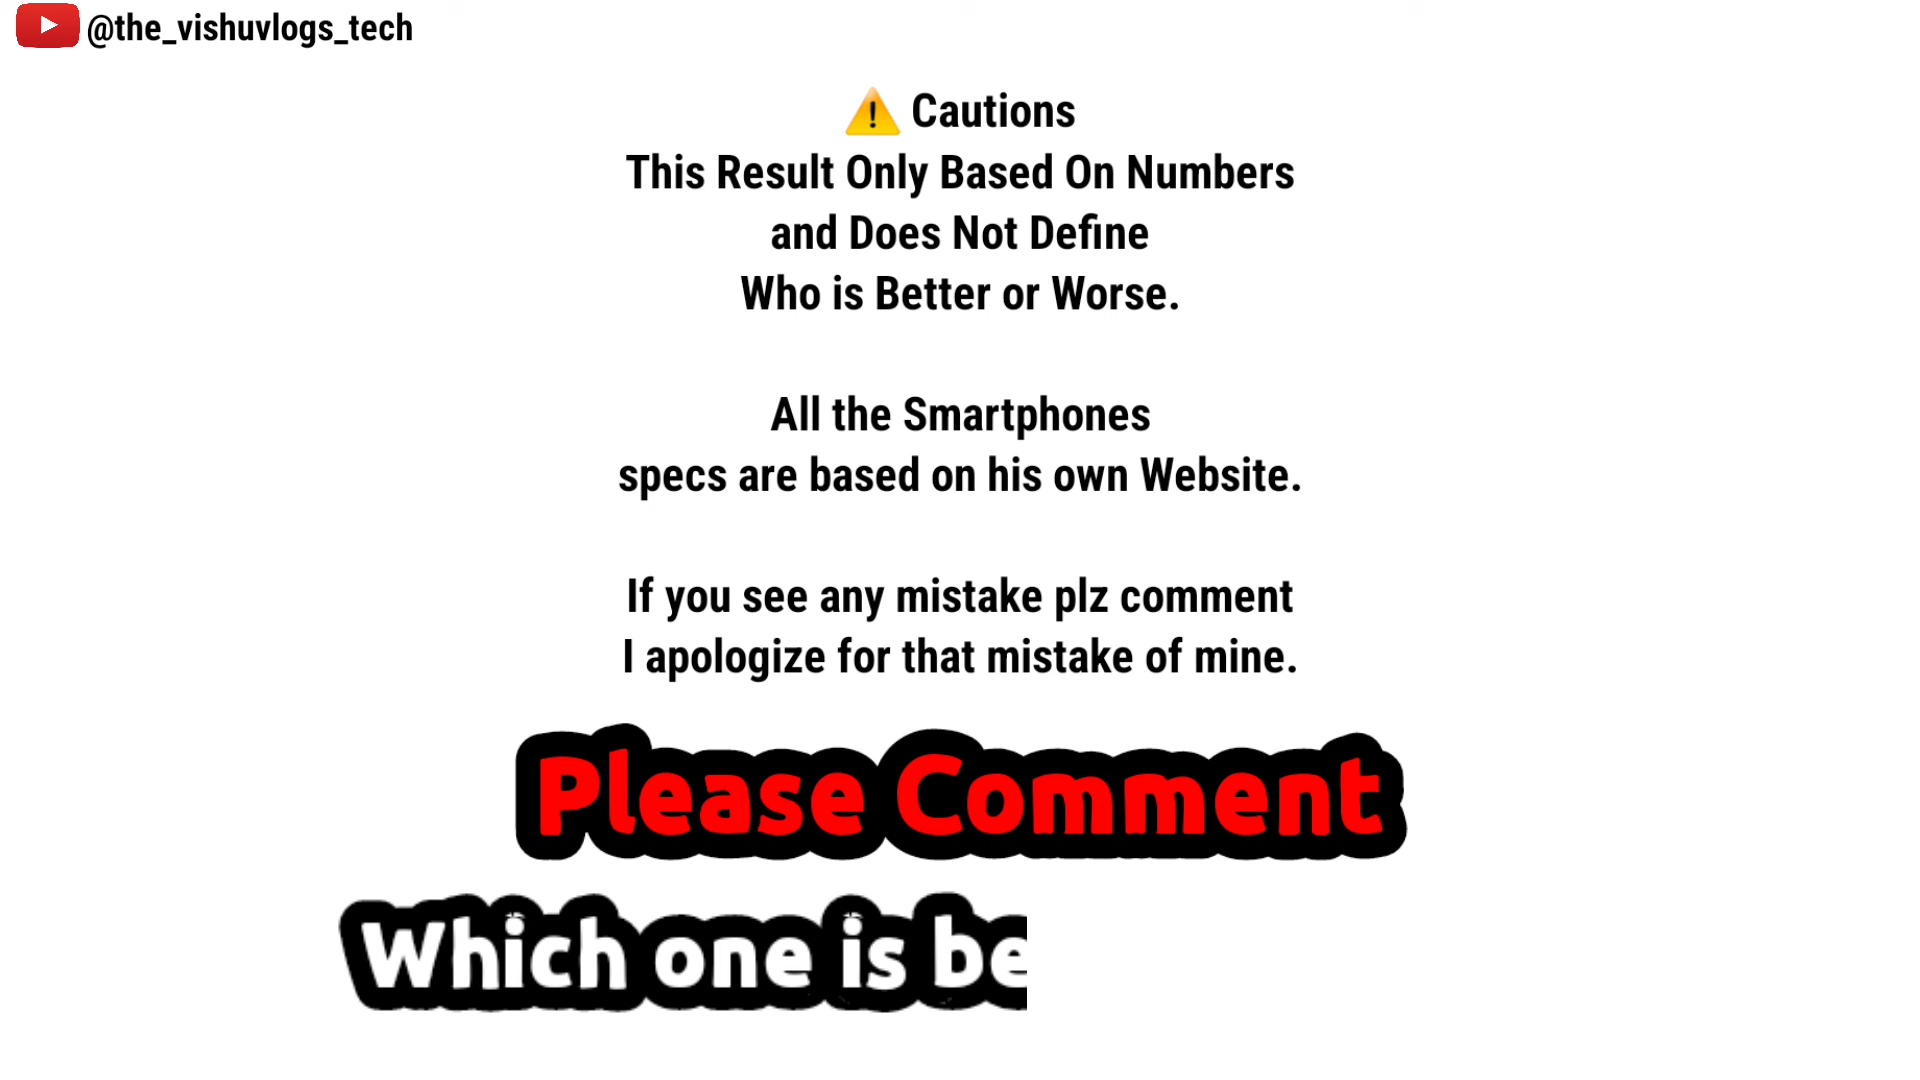 @the_vishuvlogs_tech
⚠️ Cautions
This Result Only Based On Numbers
and Does Not Define
Who is Better or Worse.
All the Smartphones
specs are based on his own Website.
If you see any mistake plz comment
I apologize for that mistake of mine.
Please Comment
Which one is be